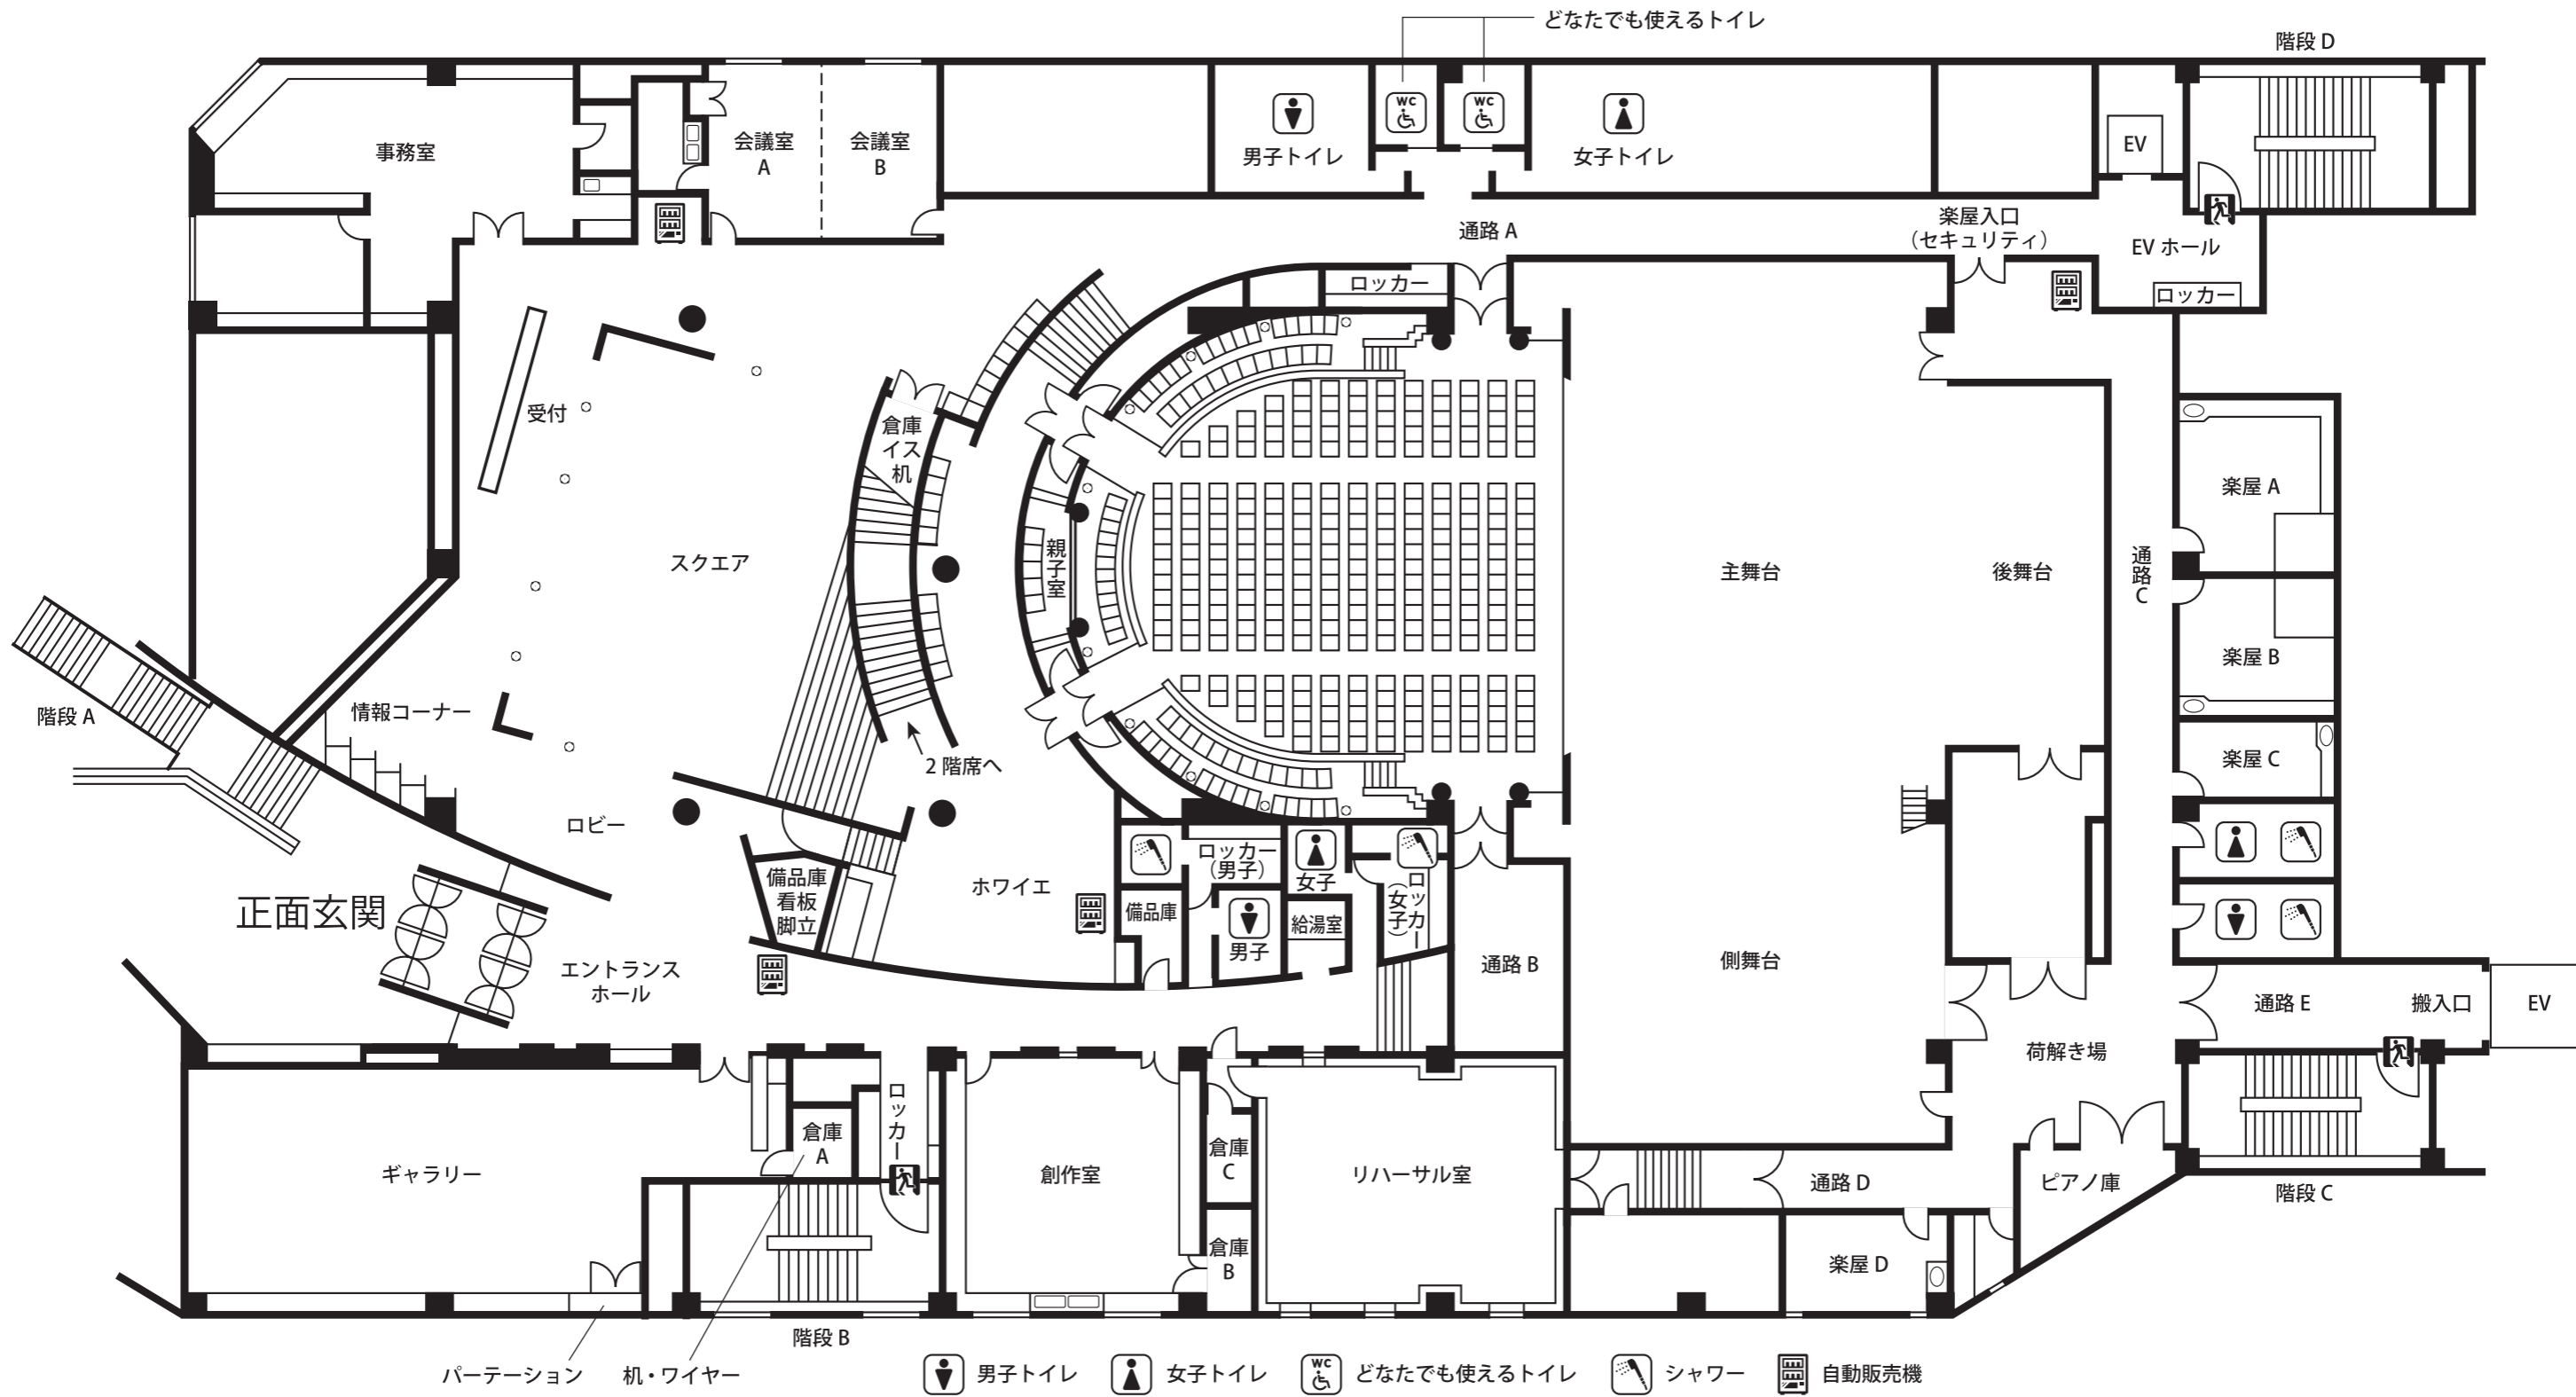 どなたでも使えるトイレ
階段 D
事務室
会議室
A
会議室
B
男子トイレ
WC
WC
女子トイレ
EV
通路 A
楽屋入口
（セキュリティ）
EV ホール
ロッカー
ロッカー
受付
倉庫
イス
机
スクエア
親子室
主舞台
後舞台
通路C
楽屋 A
楽屋 B
楽屋 C
階段 A
情報コーナー
2 階席へ
ロビー
正面玄関
備品庫
看板
脚立
ホワイエ
ロッカー
（男子）
備品庫
男子
女子
給湯室
ロッカー
（女子）
通路 B
側舞台
エントランス
ホール
通路 E
搬入口
EV
荷解き場
ギャラリー
倉庫
A
ロッカー
創作室
倉庫
C
倉庫
B
リハーサル室
通路 D
楽屋 D
ピアノ庫
階段 C
階段 B
パーテーション
机・ワイヤー
男子トイレ
女子トイレ
WC
どなたでも使えるトイレ
シャワー
自動販売機